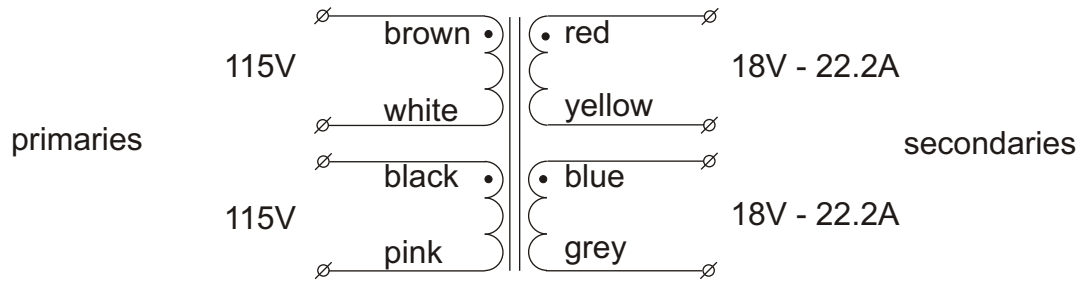 brown
red
115V
18V - 22.2A
white
yellow
primaries
secondaries
black
blue
115V
18V - 22.2A
pink
grey